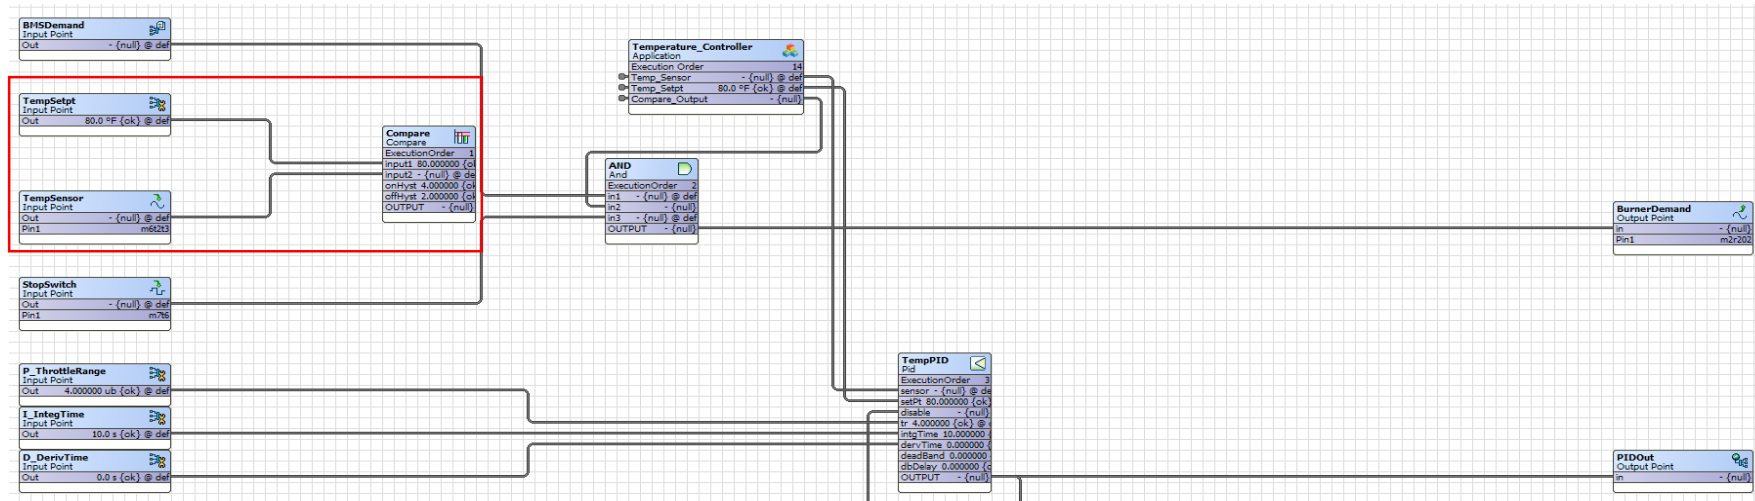 BMSDemand
Input Point
Out - {null} @ def
TempSetpt
Input Point
Out 80.0 °F {ok} @ def
TempSensor
Input Point
Out - {null} @ def
Pin1 m6t2t3
StopSwitch
Input Point
Out - {null} @ def
Pin1 m7t6
P_ThrottleRange
Input Point
Out 4.000000 ub {ok} @ def
I_IntegTime
Input Point
Out 10.0 s {ok} @ def
D_DerivTime
Input Point
Out 0.0 s {ok} @ def
Compare
Compare
ExecutionOrder 1
input1 80.000000 {ok
input2 - {null} @ de
onHyst 4.000000 {ok
offHyst 2.000000 {ok
OUTPUT - {null}
Temperature_Controller
Application
Execution Order 14
Temp_Sensor - {null} @ def
Temp_Setpt 80.0 °F {ok} @ def
Compare_Output - {null}
AND
And
ExecutionOrder 2
in1 - {null} @ def
in2 - {null}
in3 - {null} @ def
OUTPUT - {null}
TempPID
Pid
ExecutionOrder 3
sensor - {null} @ de
setPt 80.000000 {ok}
disable - {null}
tr 4.000000 {ok} @
intgTime 10.000000 {
dervTime 0.000000 {
deadBand 0.000000
dbDelay 0.000000 {o
OUTPUT - {null}
BurnerDemand
Output Point
in - {null}
Pin1 m2r202
PIDOut
Output Point
in - {null}